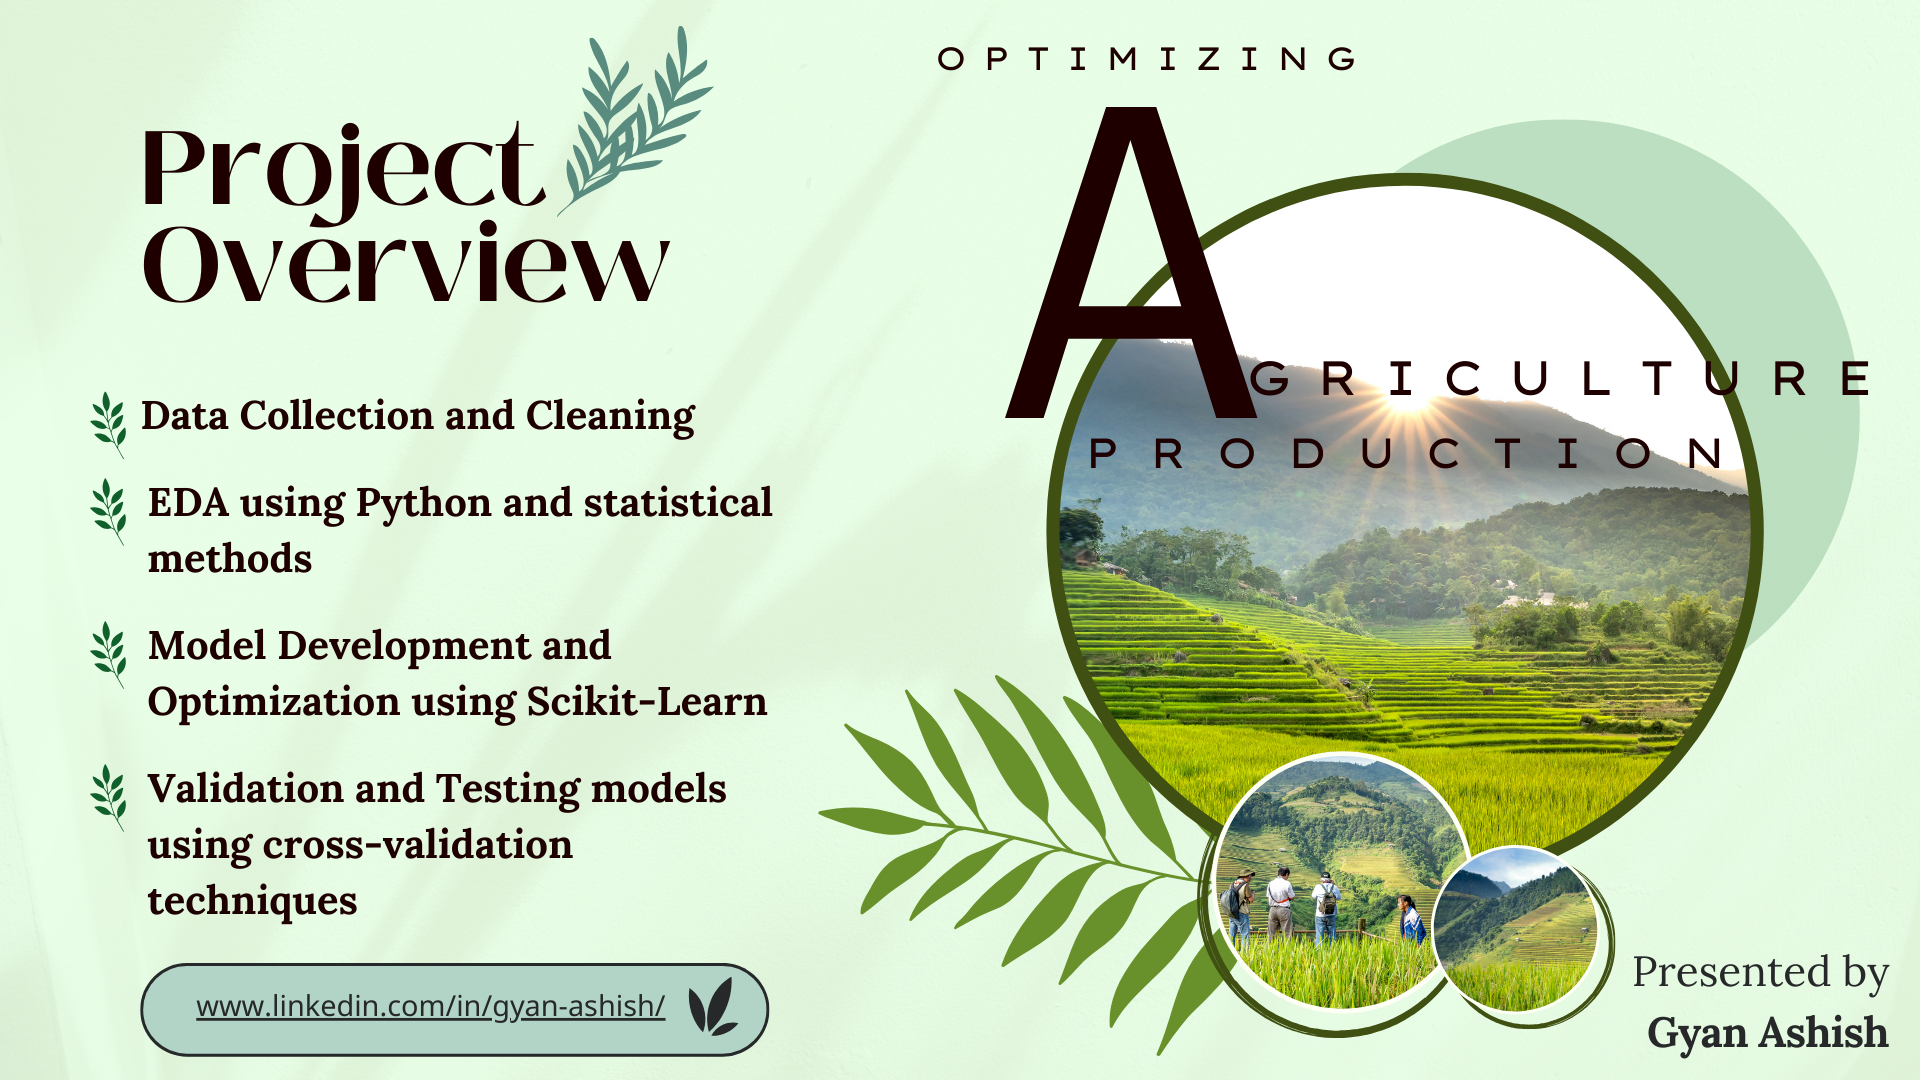 Project
Overview
Data Collection and Cleaning
EDA using Python and statistical
methods
Model Development and
Optimization using Scikit-Learn
Validation and Testing models
using cross-validation
techniques
www.linkedin.com/in/gyan-ashish/
OPTIMIZING
AGRICULTURE
PRODUCTION
Presented by
Gyan Ashish